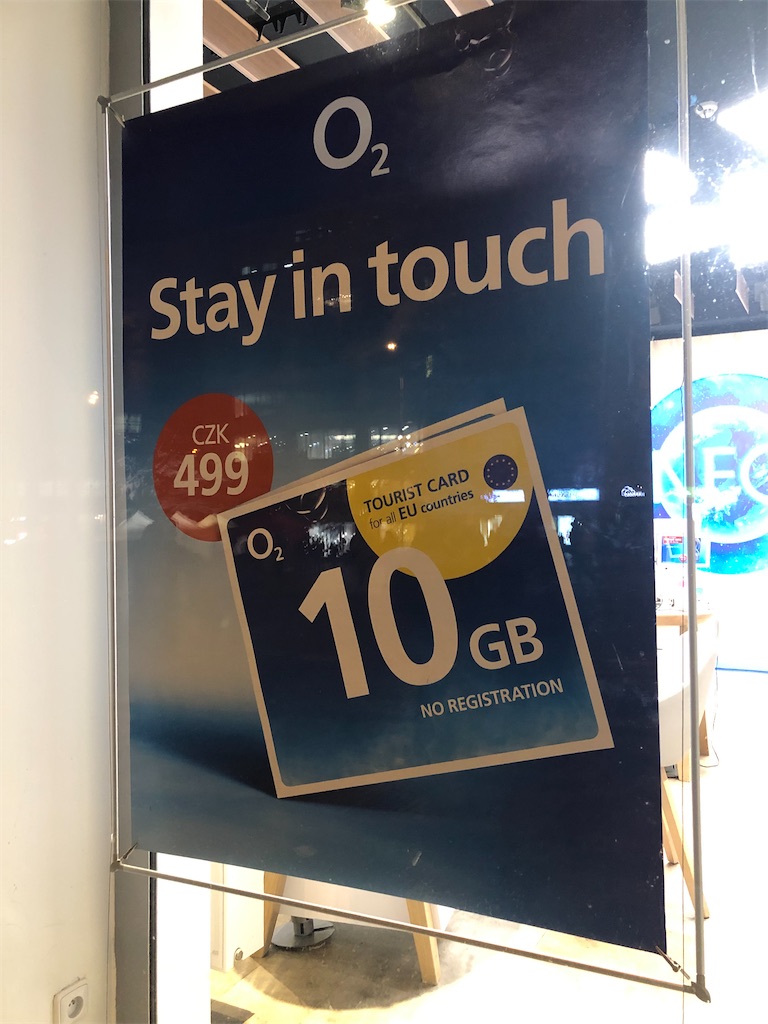 O2
Stay in touch
CZK
499
TOURIST CARD
for all EU countries
O2
10 GB
NO REGISTRATION